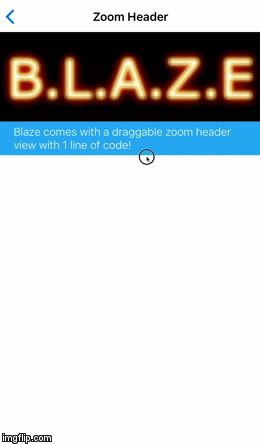 Zoom Header
B.L.A.Z.E
Blaze comes with a draggable zoom header
view with 1 line of code!
imgflip.com